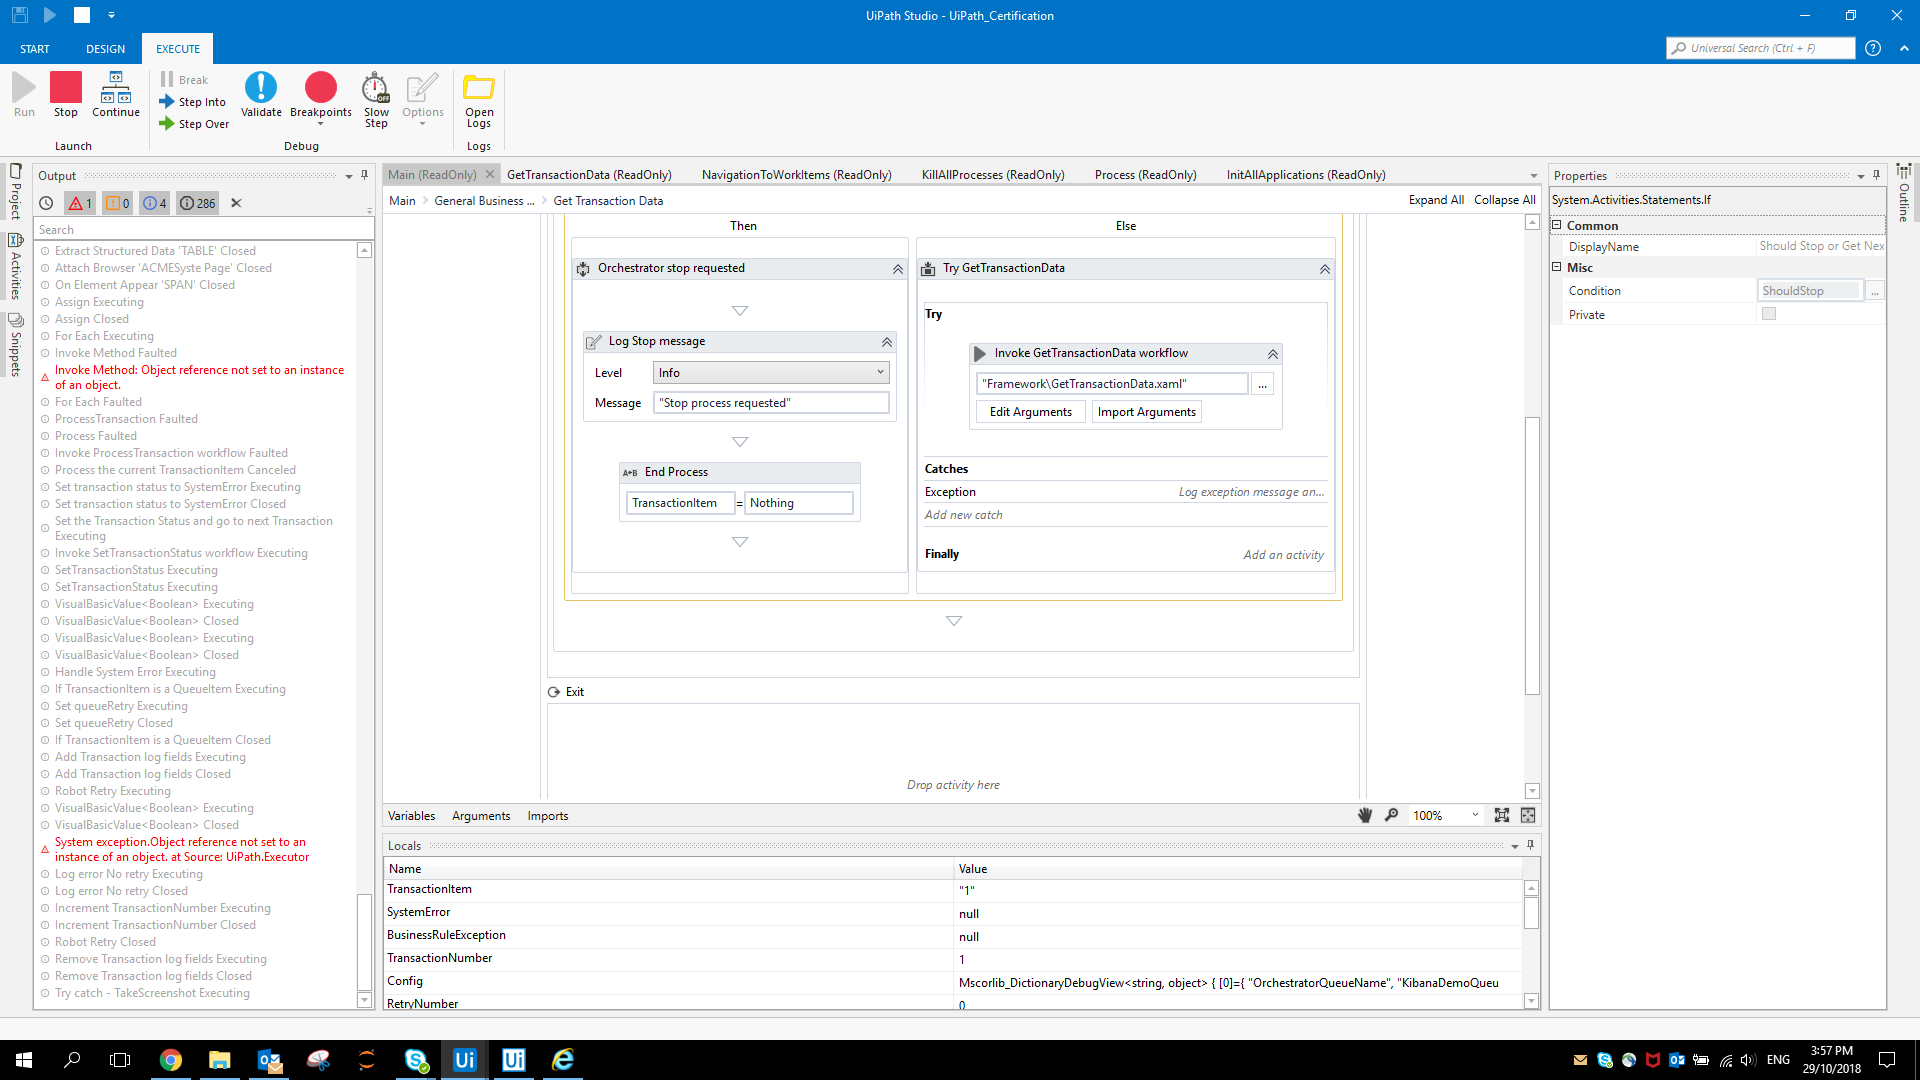 UiPath Studio - UiPath_Certification
START
DESIGN
EXECUTE
Universal Search (Ctrl + F)
Run
Stop
Continue
Launch
Break
Step Into
Step Over
Validate
Breakpoints
Slow Step
Options
Debug
Open Logs
Logs
Project
Activities
Snippets
Output
1
0
4
286
Search
Extract Structured Data 'TABLE' Closed
Attach Browser 'ACMESyste Page' Closed
On Element Appear 'SPAN' Closed
Assign Executing
Assign Closed
For Each Executing
Invoke Method Faulted
Invoke Method: Object reference not set to an instance
of an object.
For Each Faulted
ProcessTransaction Faulted
Process Faulted
Invoke ProcessTransaction workflow Faulted
Process the current TransactionItem Canceled
Set transaction status to SystemError Executing
Set transaction status to SystemError Closed
Set the Transaction Status and go to next Transaction
Executing
Invoke SetTransactionStatus workflow Executing
SetTransactionStatus Executing
SetTransactionStatus Executing
VisualBasicValue<Boolean> Executing
VisualBasicValue<Boolean> Closed
VisualBasicValue<Boolean> Executing
VisualBasicValue<Boolean> Closed
Handle System Error Executing
If TransactionItem is a QueueItem Executing
Set queueRetry Executing
Set queueRetry Closed
If TransactionItem is a QueueItem Closed
Add Transaction log fields Executing
Add Transaction log fields Closed
Robot Retry Executing
VisualBasicValue<Boolean> Executing
VisualBasicValue<Boolean> Closed
System exception.Object reference not set to an
instance of an object. at Source: UiPath.Executor
Log error No retry Executing
Log error No retry Closed
Increment TransactionNumber Executing
Increment TransactionNumber Closed
Robot Retry Closed
Remove Transaction log fields Executing
Remove Transaction log fields Closed
Try catch - TakeScreenshot Executing
Main (ReadOnly)
GetTransactionData (ReadOnly)
NavigationToWorkItems (ReadOnly)
KillAllProcesses (ReadOnly)
Process (ReadOnly)
InitAllApplications (ReadOnly)
Main > General Business ... > Get Transaction Data
Expand All
Collapse All
Then
Else
Orchestrator stop requested
Log Stop message
Level
Info
Message
"Stop process requested"
A+B End Process
TransactionItem = Nothing
Try GetTransactionData
Try
Invoke GetTransactionData workflow
"Framework\GetTransactionData.xaml"
...
Edit Arguments
Import Arguments
Catches
Exception
Log exception message an...
Add new catch
Finally
Add an activity
Exit
Drop activity here
Variables
Arguments
Imports
100%
Locals
Name
Value
TransactionItem
"1"
SystemError
null
BusinessRuleException
null
TransactionNumber
1
Config
Mscorlib_DictionaryDebugView<string, object> { [0]={ "OrchestratorQueueName", "KibanaDemoQueu
RetryNumber
0
Properties
System.Activities.Statements.If
Common
DisplayName
Should Stop or Get Nex
Misc
Condition
ShouldStop
...
Private
Outline
OFF
Ui
Ui
ENG
3:57 PM
29/10/2018